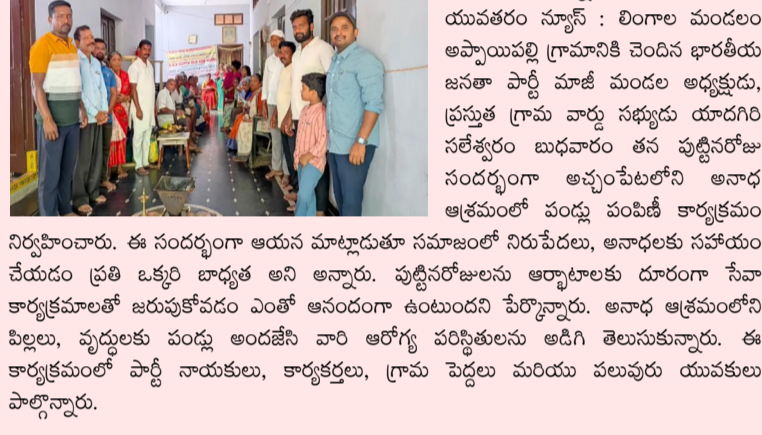 యువతరం న్యూస్ : లింగాల మండలం
అప్పాయిపల్లి గ్రామానికి చెందిన భారతీయ
జనతా పార్టీ మాజీ మండల అధ్యక్షుడు,
ప్రస్తుత గ్రామ వార్డు సభ్యుడు యాదగిరి
సలేశ్వరం బుధవారం తన పుట్టినరోజు
సందర్భంగా అచ్చంపేటలోని అనాధ
ఆశ్రమంలో పండ్లు పంపిణీ కార్యక్రమం
నిర్వహించారు. ఈ సందర్భంగా ఆయన మాట్లాడుతూ సమాజంలో నిరుపేదలు, అనాధలకు సహాయం
చేయడం ప్రతి ఒక్కరి బాధ్యత అని అన్నారు. పుట్టినరోజులను ఆర్భాటాలకు దూరంగా సేవా
కార్యక్రమాలతో జరుపుకోవడం ఎంతో ఆనందంగా ఉంటుందని పేర్కొన్నారు. అనాధ ఆశ్రమంలోని
పిల్లలు, వృద్ధులకు పండ్లు అందజేసి వారి ఆరోగ్య పరిస్థితులను అడిగి తెలుసుకున్నారు. ఈ
కార్యక్రమంలో పార్టీ నాయకులు, కార్యకర్తలు, గ్రామ పెద్దలు మరియు పలువురు యువకులు
పాల్గొన్నారు.